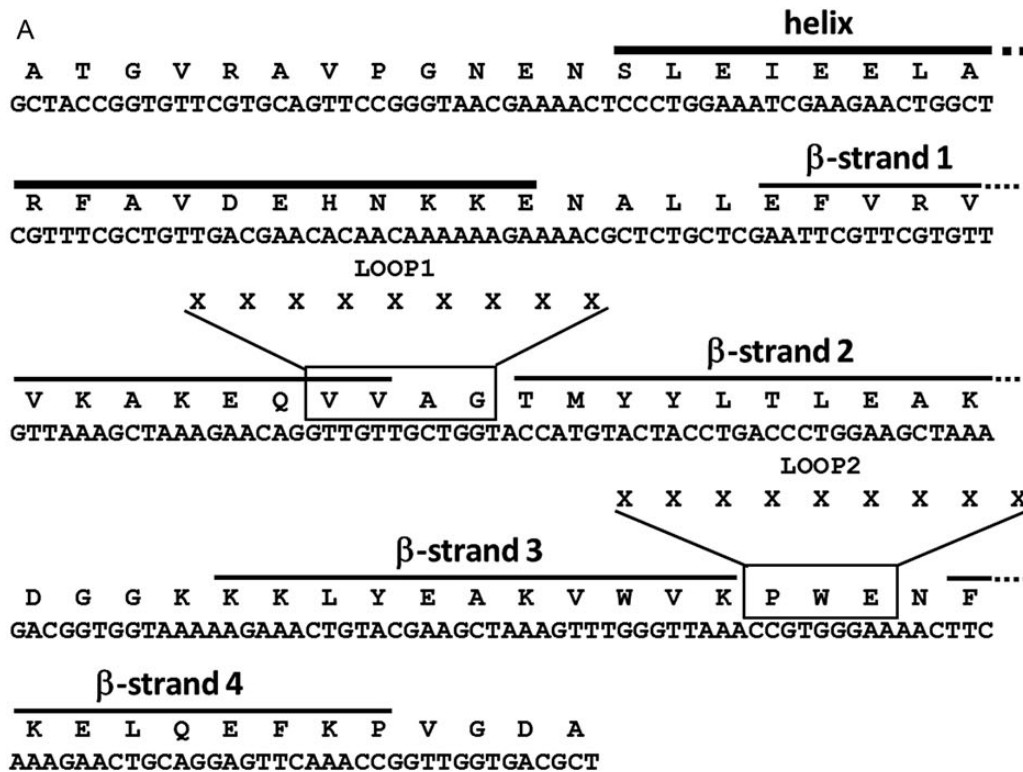 A
helix
A T G V R A V P G N E N S L E I E E L A
GCTACCGGTGTTCGTGCAGTTCCGGGTAACGAAAACTCCCTGGAAATCGAAGAACTGGCT
β-strand 1
R F A V D E H N K K E N A L L E F V R V
CGTTTCGCTGTTGACGAACACAACAAAAAAGAAAACGCTCTGCTCGAATTCGTTCGTGTT
LOOP1
X X X X X X X X X
β-strand 2
V K A K E Q V V A G T M Y Y L T L E A K
GTTAAAGCTAAAGAACAGGTTGTTGCTGGTACCATGTACTACCTGACCCTGGAAGCTAAA
LOOP2
X X X X X X X X X
β-strand 3
D G G K K K L Y E A K V W V K P W E N F
GACGGTGGTAAAAAGAAACTGTACGAAGCTAAAGTTTGGGTTAAACCGTGGGAAAACTTC
β-strand 4
K E L Q E F K P V G D A
AAAGAACTGCAGGAGTTCAAACCGGTTGGTGACGCT